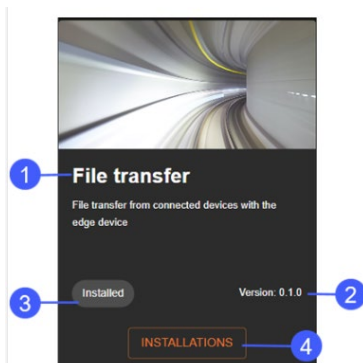 1
File transfer
File transfer from connected devices with the
edge device
3
Installed
Version: 0.1.0
2
INSTALLATIONS
4